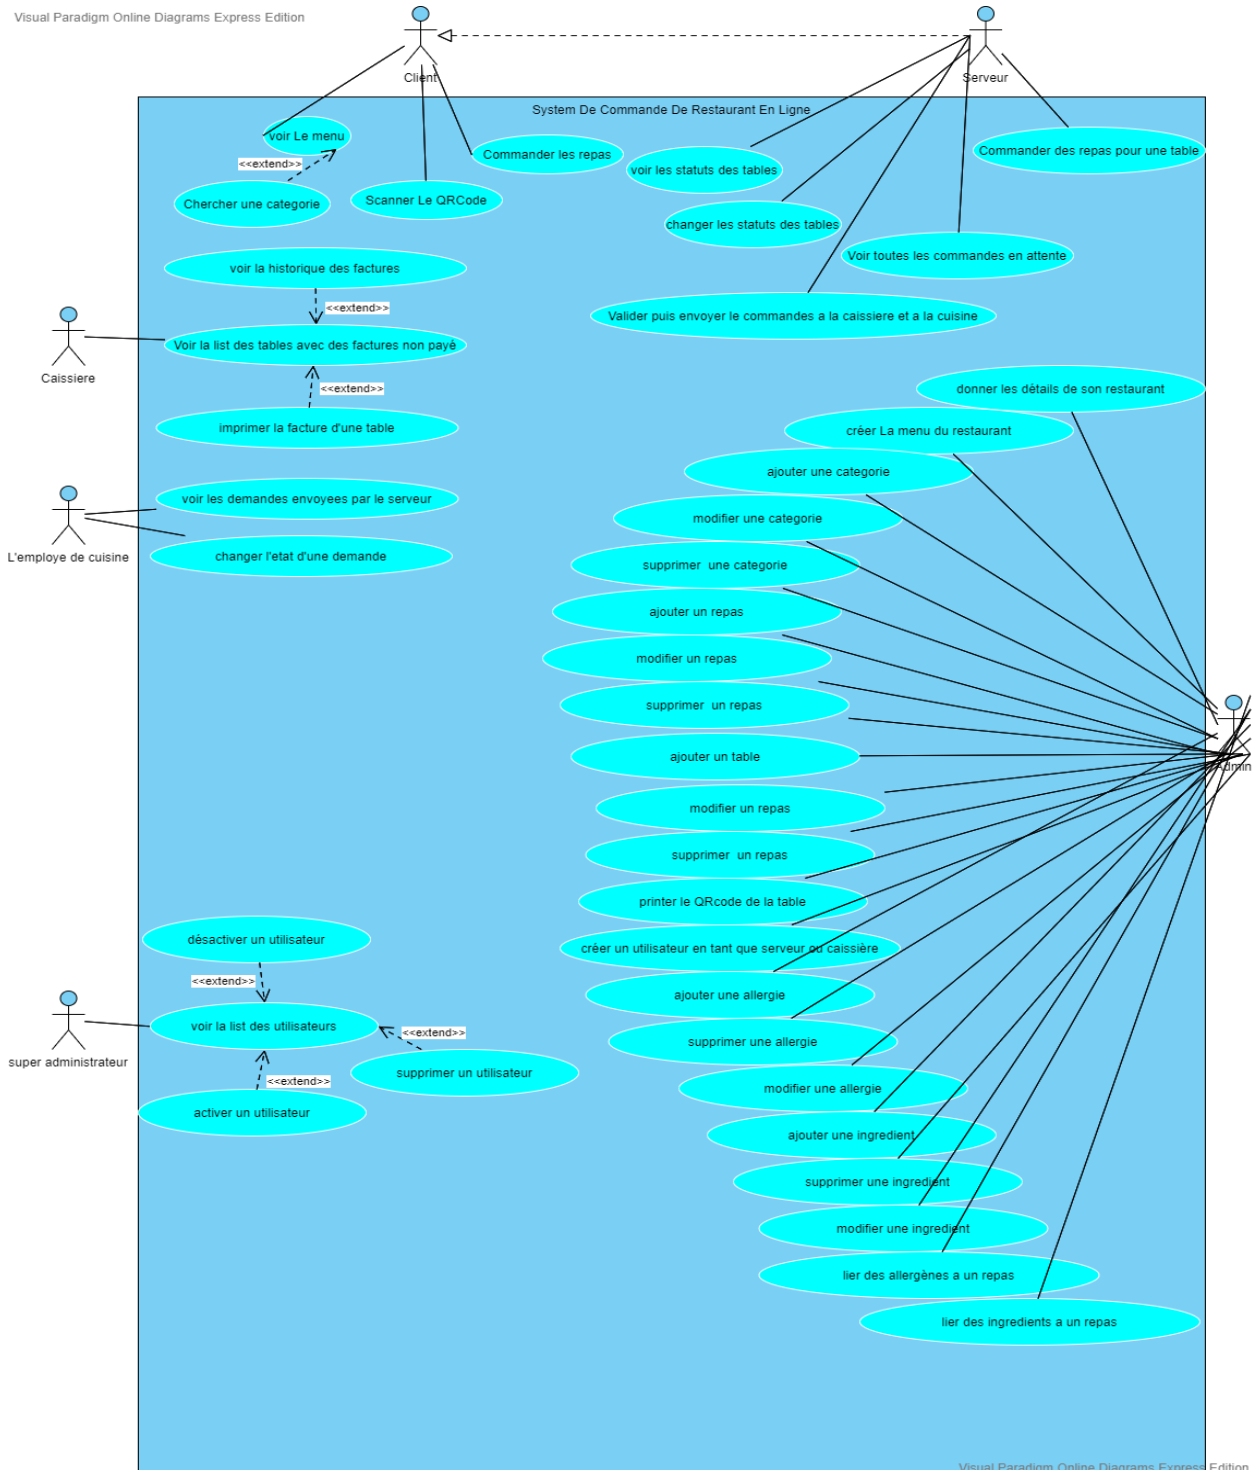 Visual Paradigm Online Diagrams Express Edition
Client
Serveur
System De Commande De Restaurant En Ligne
voir Le menu
<<extend>>
Chercher une categorie
Scanner Le QRCode
Commander les repas
voir les statuts des tables
Commander des repas pour une table
changer les statuts des tables
Voir toutes les commandes en attente
Valider puis envoyer le commandes a la caissiere et a la cuisine
voir la historique des factures
<<extend>>
Caissiere
Voir la list des tables avec des factures non payé
<<extend>>
imprimer la facture d'une table
L'employe de cuisine
voir les demandes envoyees par le serveur
changer l'etat d'une demande
donner les détails de son restaurant
créer La menu du restaurant
ajouter une categorie
modifier une categorie
supprimer une categorie
ajouter un repas
modifier un repas
supprimer un repas
ajouter un table
Admin
modifier un repas
supprimer un repas
printer le QRcode de la table
créer un utilisateur en tant que serveur ou caissière
ajouter une allergie
supprimer une allergie
modifier une allergie
ajouter une ingredient
supprimer une ingredient
modifier une ingredient
lier des allergènes a un repas
lier des ingredients a un repas
désactiver un utilisateur
<<extend>>
super administrateur
voir la list des utilisateurs
<<extend>>
supprimer un utilisateur
<<extend>>
activer un utilisateur
Visual Paradigm Online Diagrams Express Edition